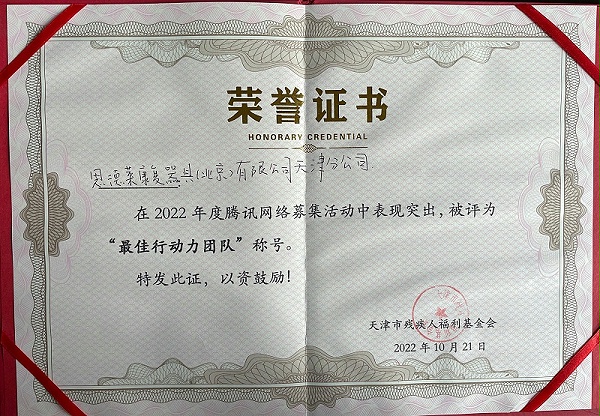 荣誉证书
HONORARY CREDENTIAL
恩德莱康复器具(北京)有限公司天津分公司
在2022年度腾讯网络募集活动中表现突出，被评为
“最佳行动力团队”称号。
特发此证，以资鼓励！
天津市残疾人福利基金会
2022年10月21日